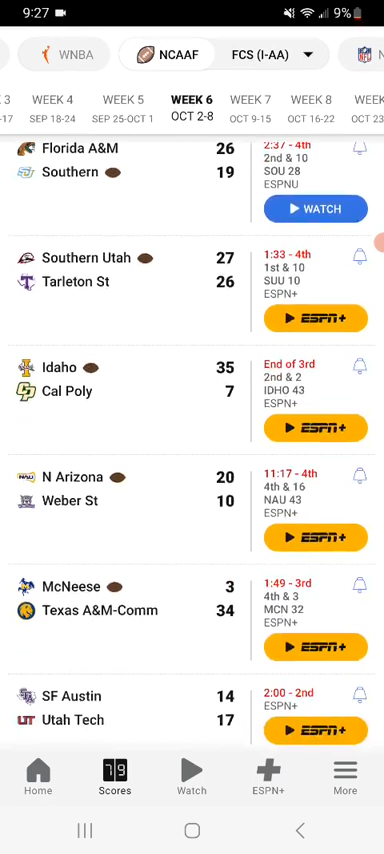 9:27
9%
WNBA
NCAAF
FCS (I-AA)
3
WEEK 4
WEEK 5
WEEK 6
WEEK 7
WEEK 8
WEEK
-17
SEP 18-24
SEP 25-OCT 1
OCT 2-8
OCT 9-15
OCT 16-22
OCT 23
Florida A&M 26
2:37 - 4th
2nd & 10
Southern 19
SOU 28
ESPNU
WATCH
Southern Utah 27
1:33 - 4th
1st & 10
Tarleton St 26
SUU 10
ESPN+
ESPN+
Idaho 35
End of 3rd
2nd & 2
Cal Poly 7
IDHO 43
ESPN+
ESPN+
N Arizona 20
11:17 - 4th
4th & 16
Weber St 10
NAU 43
ESPN+
ESPN+
McNeese 3
1:49 - 3rd
4th & 3
Texas A&M-Comm 34
MCN 32
ESPN+
ESPN+
SF Austin 14
2:00 - 2nd
ESPN+
Utah Tech 17
ESPN+
79
Home
Scores
Watch
ESPN+
More